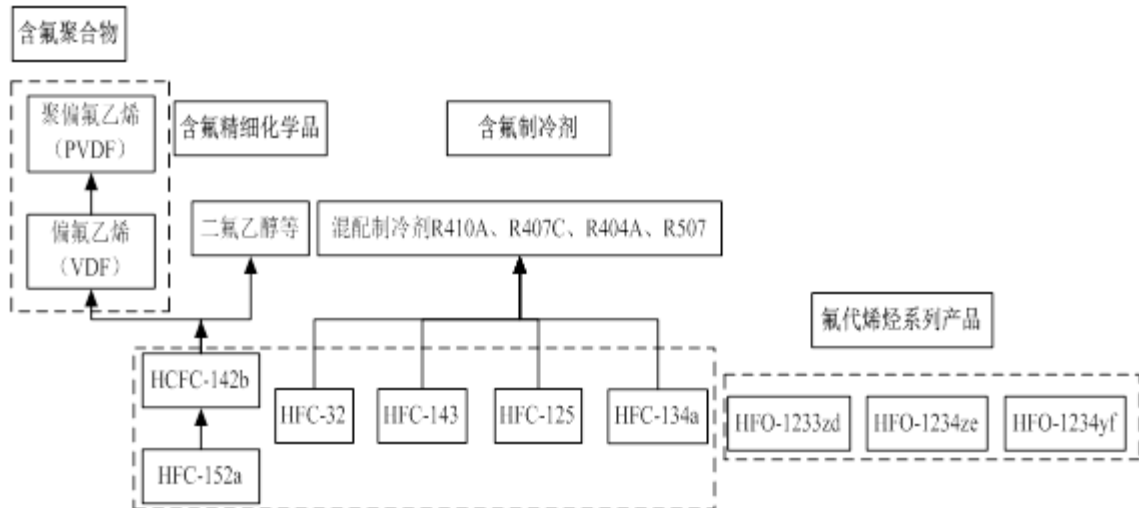 含氟聚合物
聚偏氟乙烯
（PVDF）
含氟精细化学品
含氟制冷剂
偏氟乙烯
（VDF）
二氟乙醇等
混配制冷剂R410A、R407C、R404A、R507
氟代烯烃系列产品
HCFC-142b
HFC-32
HFC-143
HFC-125
HFC-134a
HFO-1233zd
HFO-1234ze
HFO-1234yf
HFC-152a